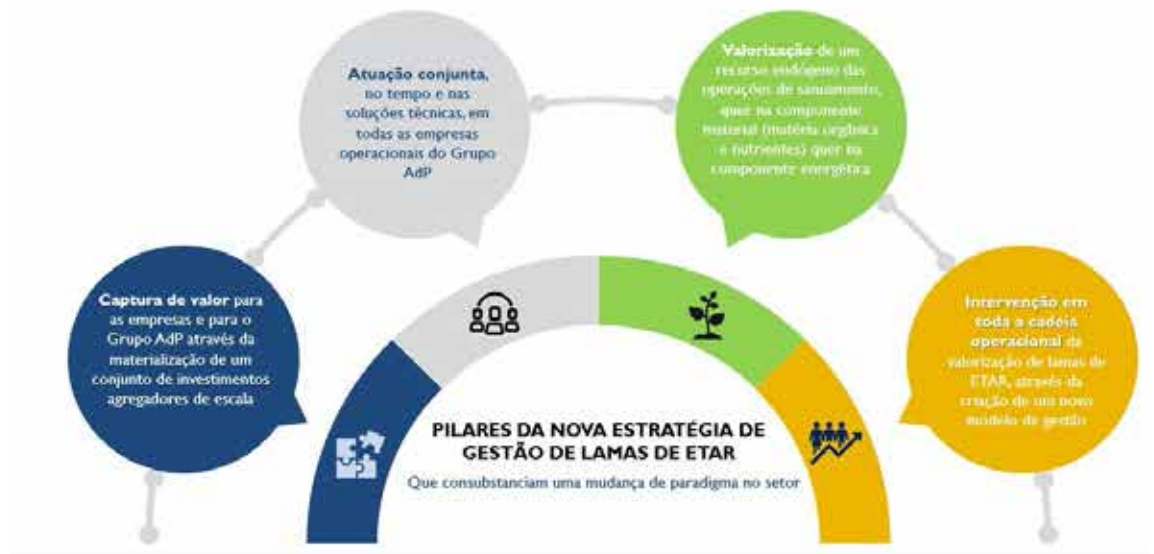 Captura de valor para
as empresas e para o
Grupo AdP através da
materialização de um
conjunto de investimentos
agregadores de escala
Atuação conjunta,
no tempo e nas
soluções técnicas, em
todas as empresas
operacionais do Grupo
AdP
Valorização de um
recurso endógeno das
operações de saneamento,
quer na componente
material (matéria orgânica
e nutrientes) quer na
componente energética
Intervenção em
toda a cadeia
operacional da
valorização de lamas de
ETAR, através da
criação de um novo
modelo de gestão
PILARES DA NOVA ESTRATÉGIA DE
GESTÃO DE LAMAS DE ETAR
Que consubstanciam uma mudança de paradigma no setor